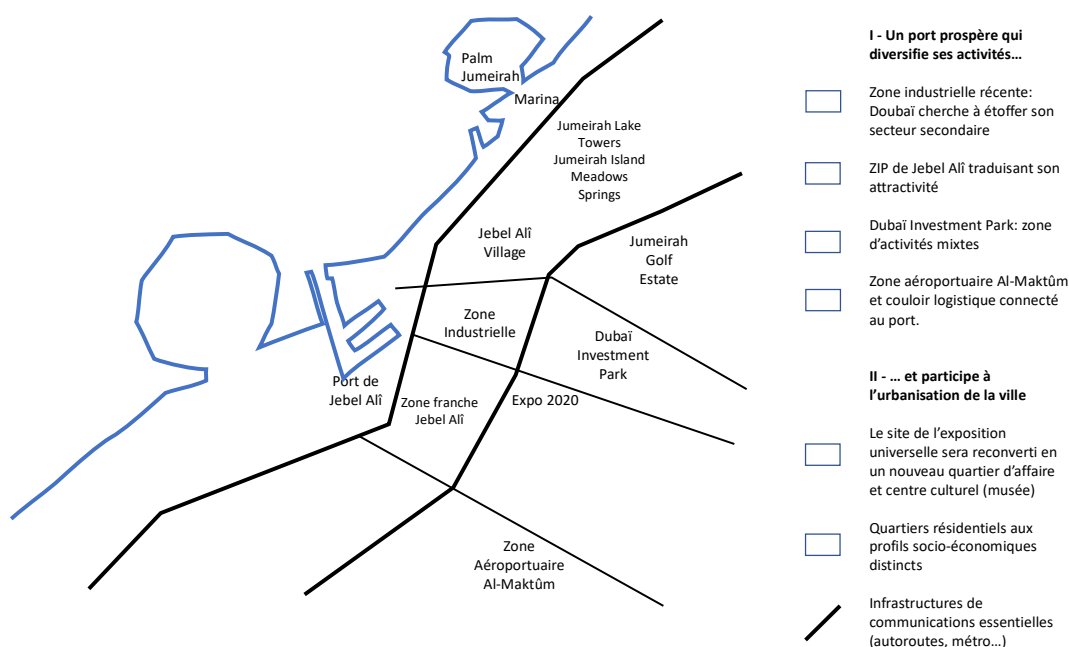 Palm
Jumeirah
Marina
Jumeirah Lake
Towers
Jumeirah Island
Meadows
Springs
Jebel Alî
Village
Jumeirah
Golf
Estate
Zone
Industrielle
Dubaï
Investment
Park
Port de
Jebel Alî
Zone franche
Jebel Alî
Expo 2020
Zone
Aéroportuaire
Al-Maktûm
I - Un port prospère qui
diversifie ses activités…
Zone industrielle récente:
Doubaï cherche à étoffer son
secteur secondaire
ZIP de Jebel Alî traduisant son
attractivité
Dubaï Investment Park: zone
d’activités mixtes
Zone aéroportuaire Al-Maktûm
et couloir logistique connecté
au port.
II - … et participe à
l’urbanisation de la ville
Le site de l’exposition
universelle sera reconverti en
un nouveau quartier d’affaire
et centre culturel (musée)
Quartiers résidentiels aux
profils socio-économiques
distincts
Infrastructures de
communications essentielles
(autoroutes, métro…)